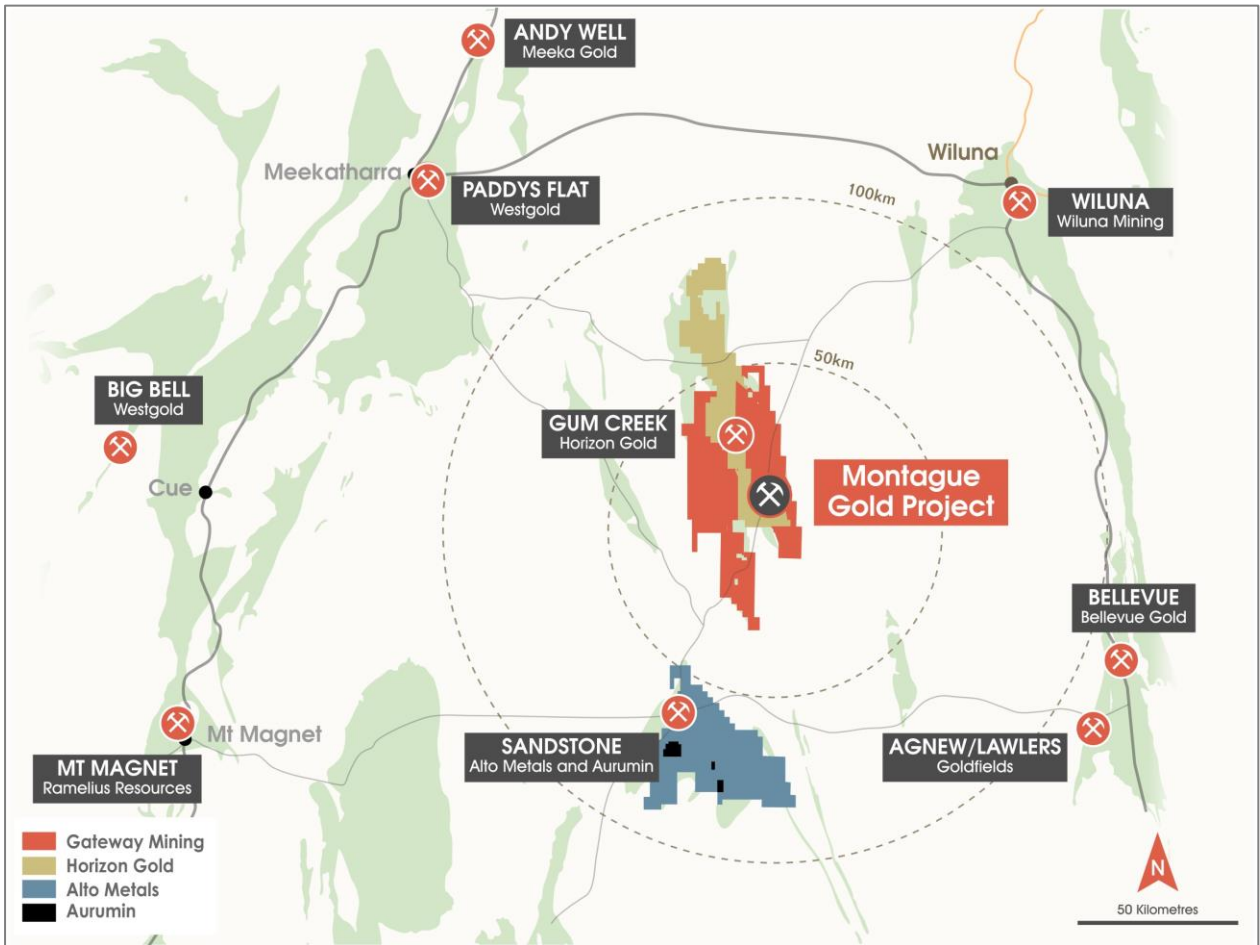 ANDY WELL
Meeka Gold
Meekatharra
PADDYS FLAT
Westgold
Wiluna
WILUNA
Wiluna Mining
100km
50km
BIG BELL
Westgold
GUM CREEK
Horizon Gold
Cue
Montague
Gold Project
BELLEVUE
Bellevue Gold
Mt Magnet
MT MAGNET
Ramelius Resources
SANDSTONE
Alto Metals and Aurumin
AGNEW/LAWLERS
Goldfields
Gateway Mining
Horizon Gold
Alto Metals
Aurumin
N
50 Kilometres